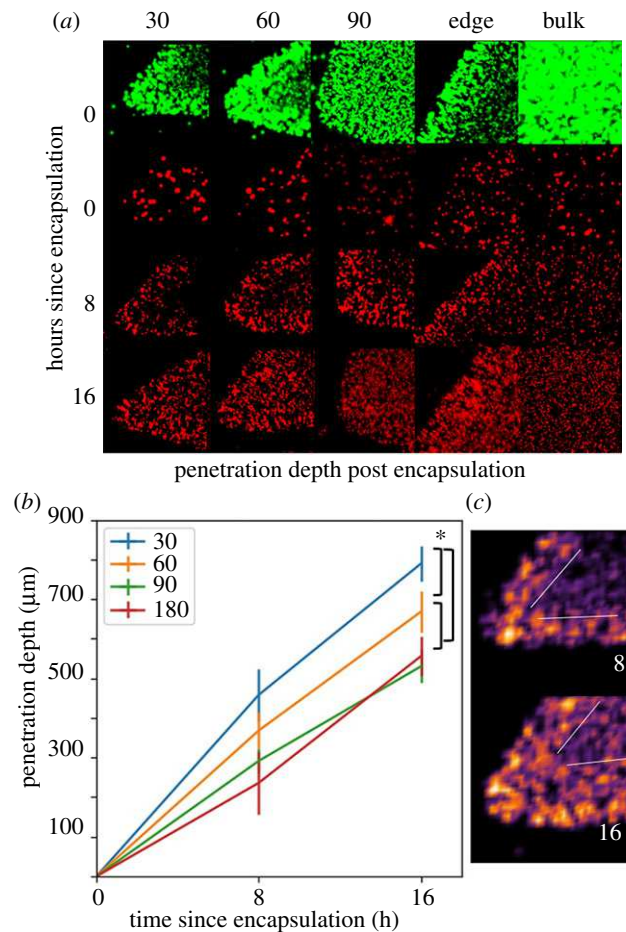 (a) 30 60 90 edge bulk
hours since encapsulation
0
0
8
16
penetration depth post encapsulation
(b)
(c)
penetration depth (µm)
900
700
500
300
100
30
60
90
180
*
0 8 16
time since encapsulation (h)
8
16